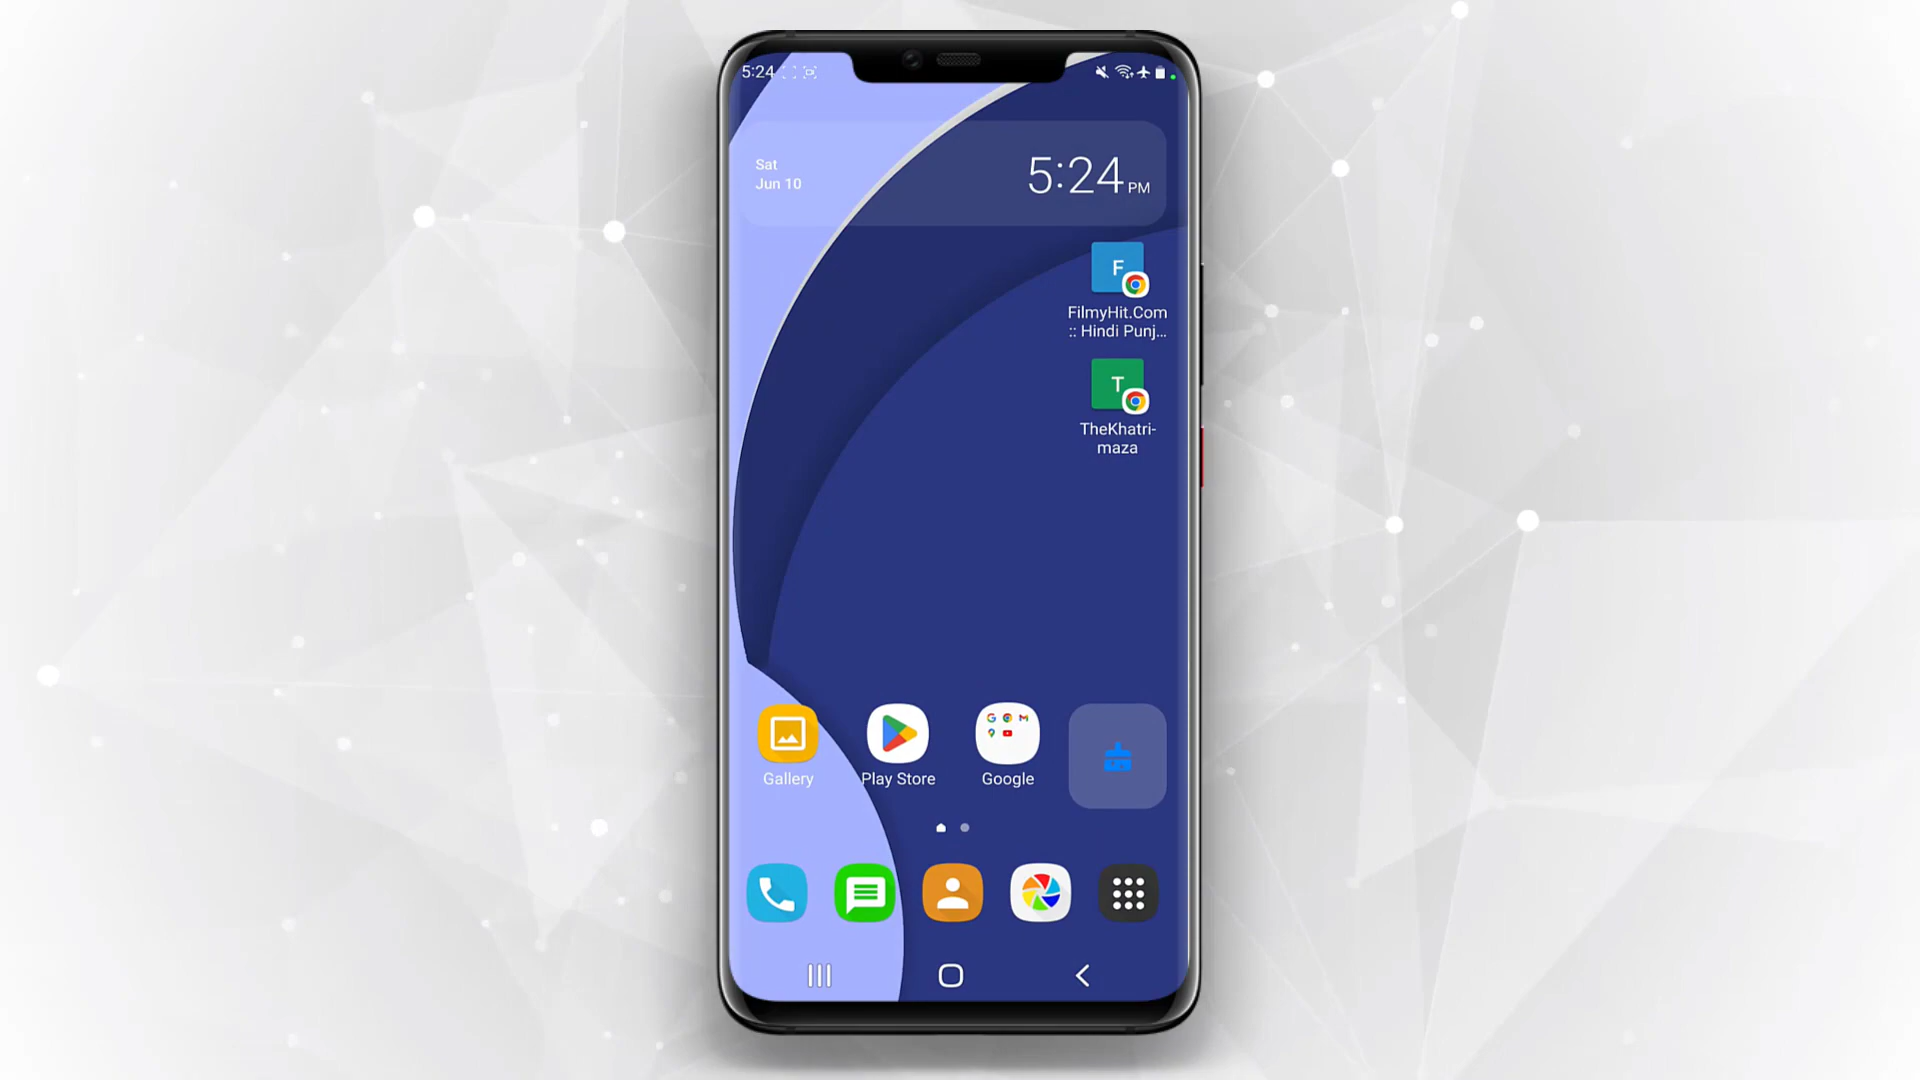 5:24
Sat
Jun 10
5:24 PM
F
FilmyHit.Com
:: Hindi Punj...
T
TheKhatri-
maza
Gallery
Play Store
Google